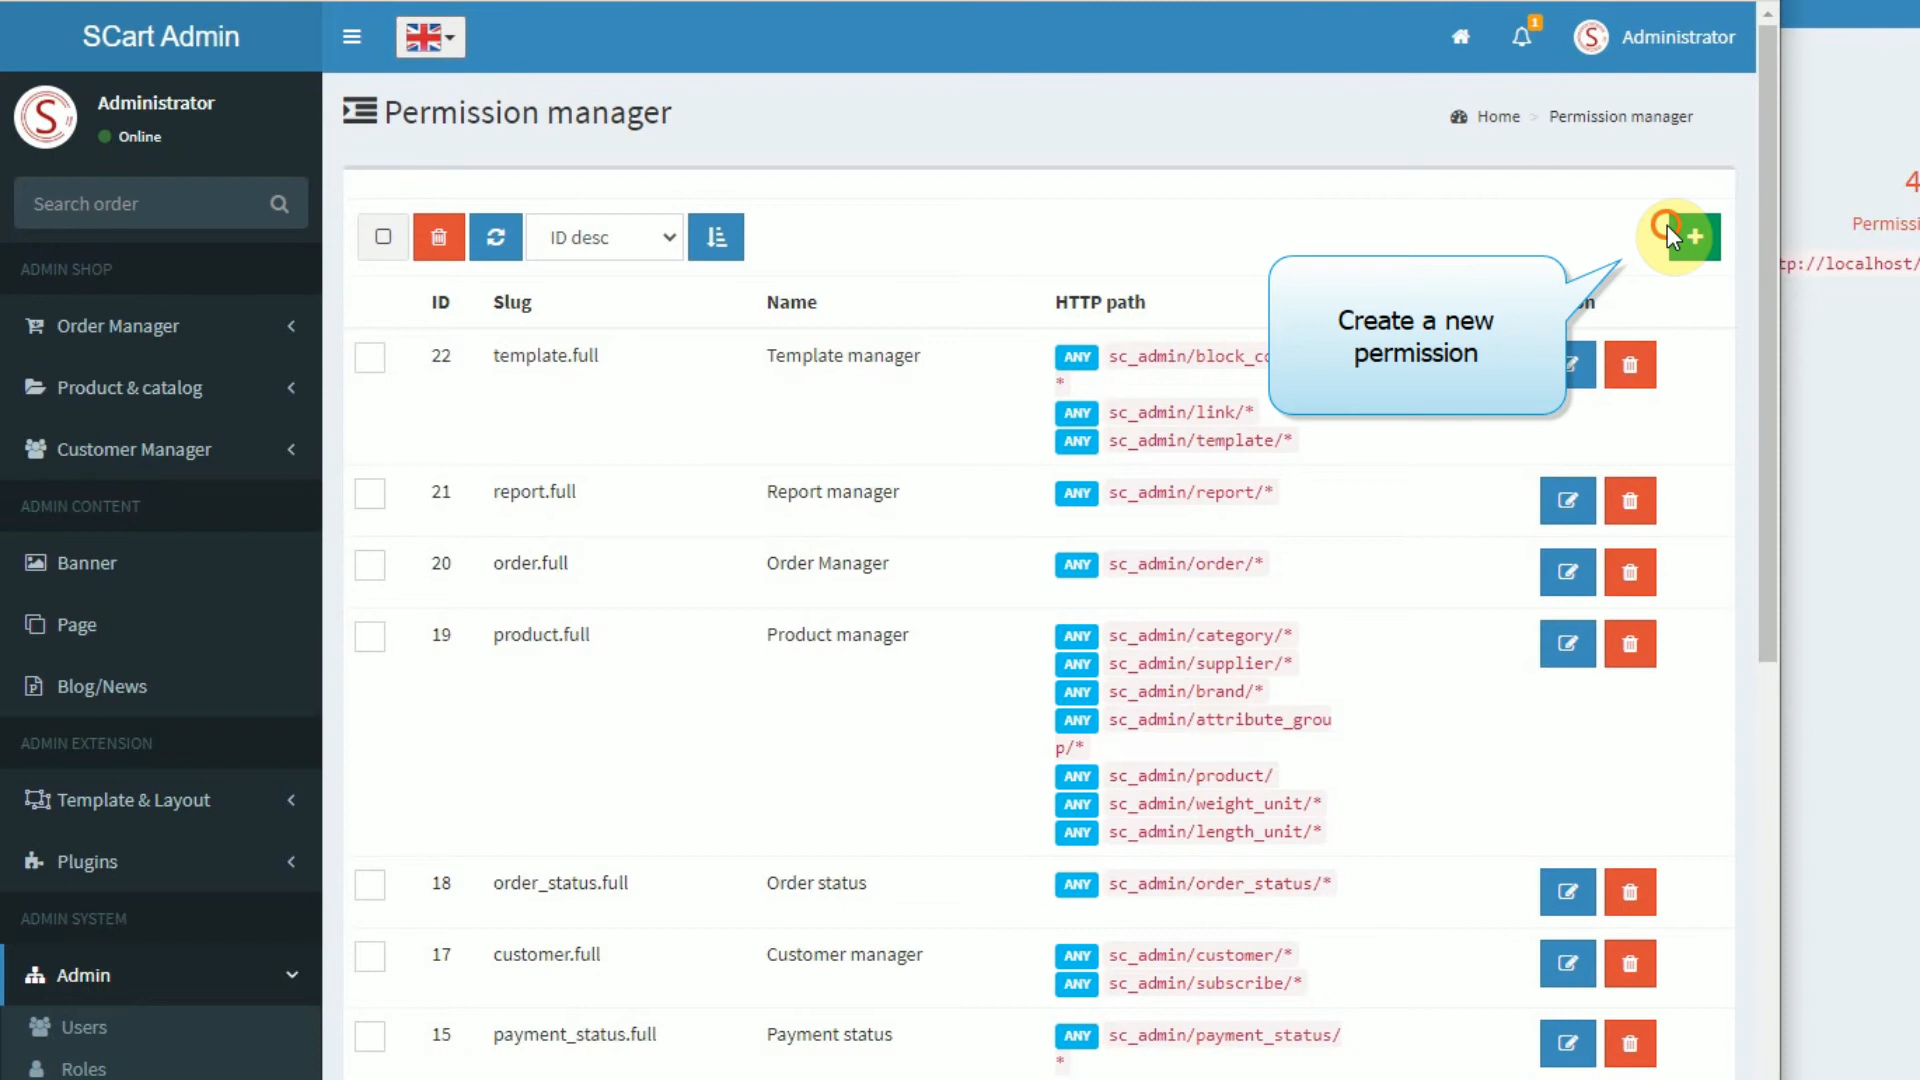 SCart Admin
1
Administrator
Administrator
Online
Permission manager
Home > Permission manager
Search order
ID desc
+
Permissi
tp://localhost/
ADMIN SHOP
Order Manager
Product & catalog
Customer Manager
ADMIN CONTENT
Banner
Page
Blog/News
ADMIN EXTENSION
Template & Layout
Plugins
ADMIN SYSTEM
Admin
Users
Roles
Create a new
permission
ID Slug Name HTTP path
22 template.full Template manager ANY sc_admin/block_co
*
ANY sc_admin/link/*
ANY sc_admin/template/*
21 report.full Report manager ANY sc_admin/report/*
20 order.full Order Manager ANY sc_admin/order/*
19 product.full Product manager ANY sc_admin/category/*
ANY sc_admin/supplier/*
ANY sc_admin/brand/*
ANY sc_admin/attribute_grou
p/*
ANY sc_admin/product/
ANY sc_admin/weight_unit/*
ANY sc_admin/length_unit/*
18 order_status.full Order status ANY sc_admin/order_status/*
17 customer.full Customer manager ANY sc_admin/customer/*
ANY sc_admin/subscribe/*
15 payment_status.full Payment status ANY sc_admin/payment_status/
*